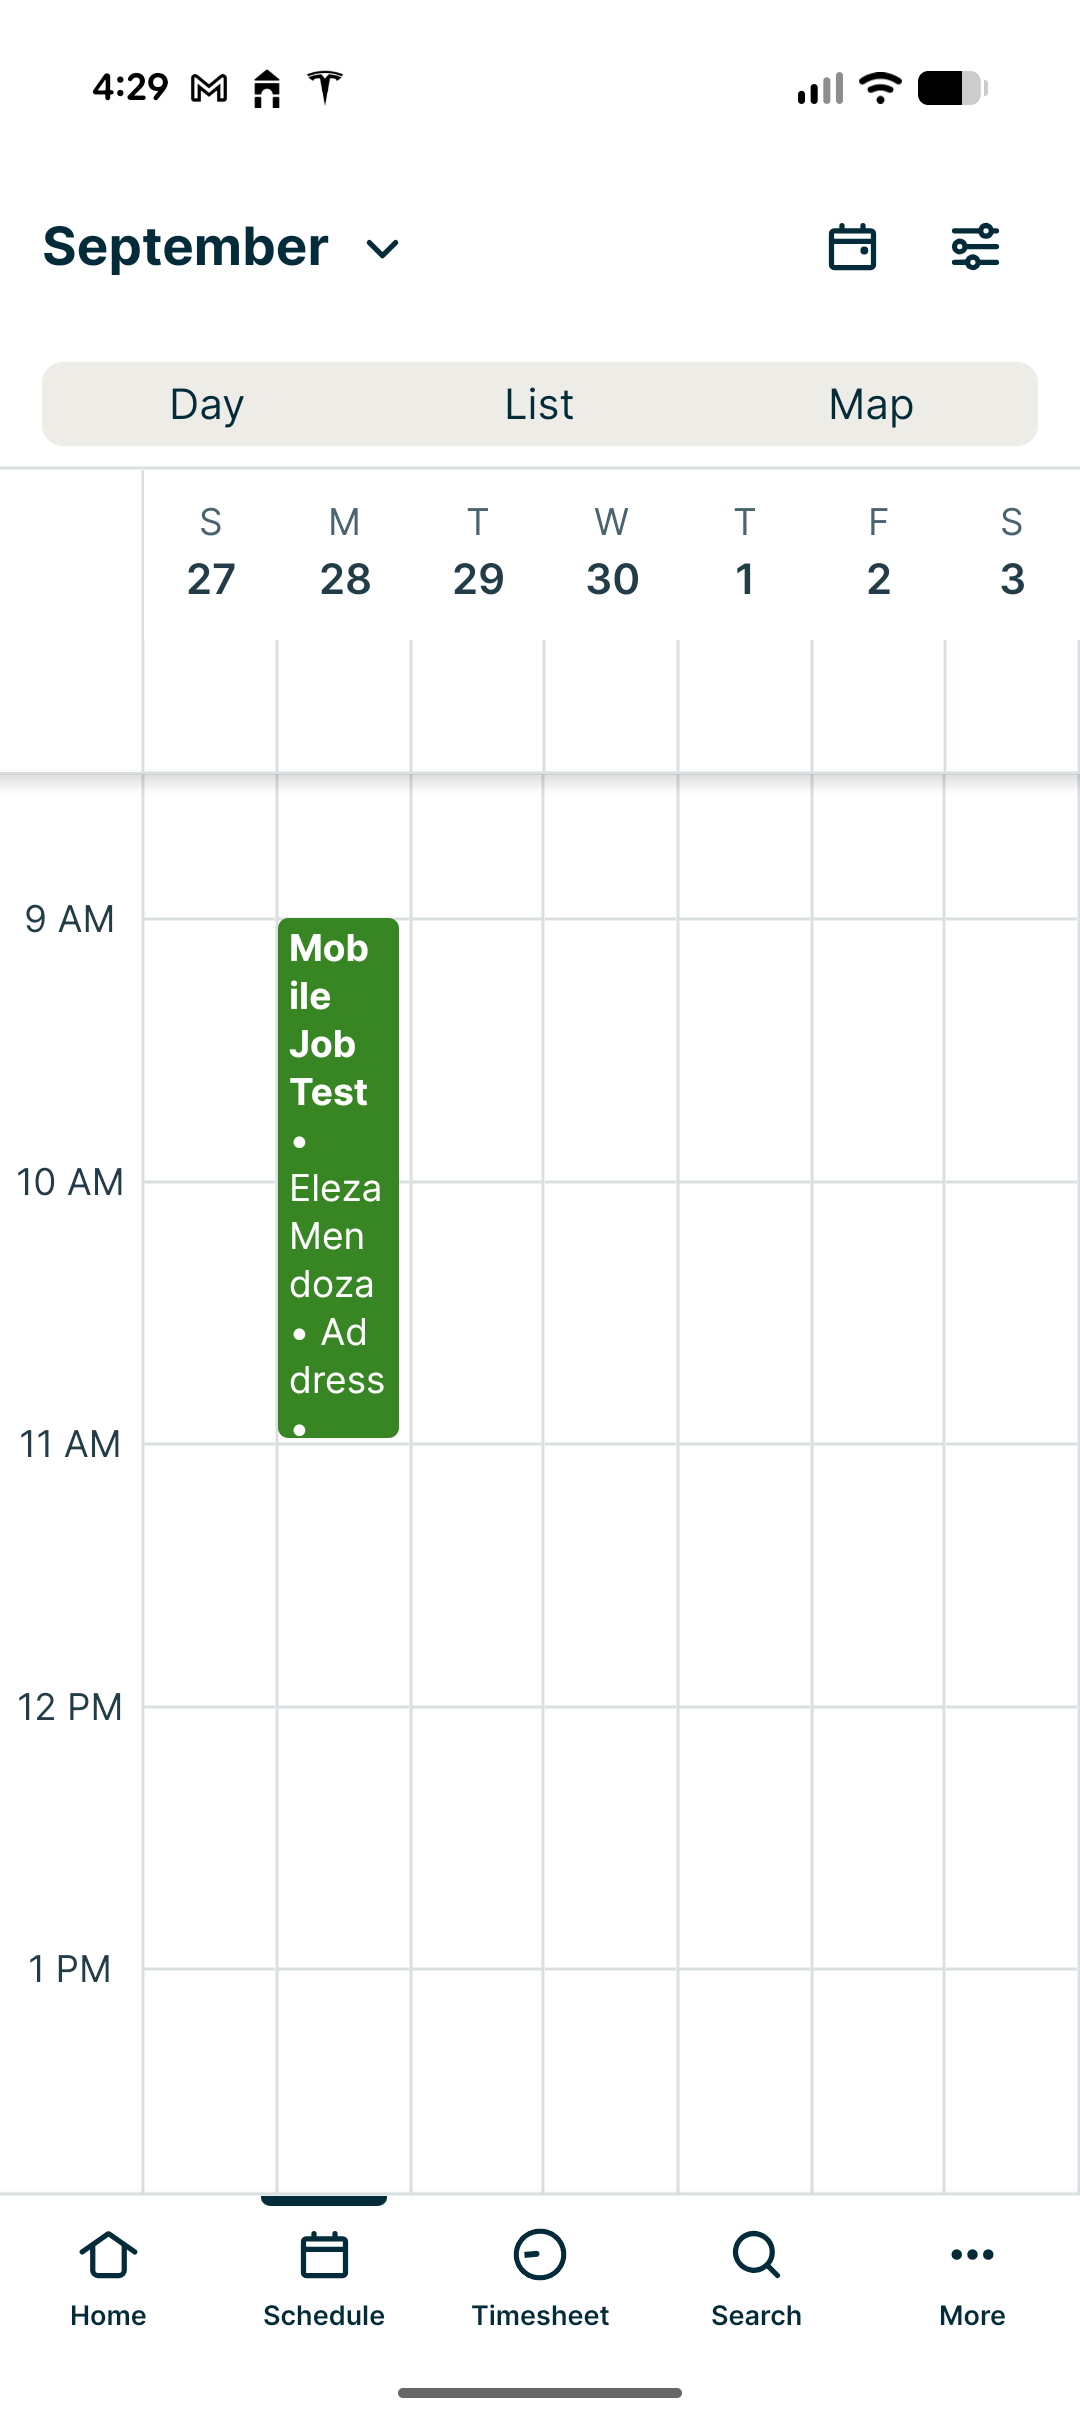 4:29
September
Day List Map
S M T W T F S
27 28 29 30 1 2 3
9 AM
Mob
ile
Job
Test
•
Eleza
Men
doza
• Ad
dress
•
10 AM
11 AM
12 PM
1 PM
Home Schedule Timesheet Search More